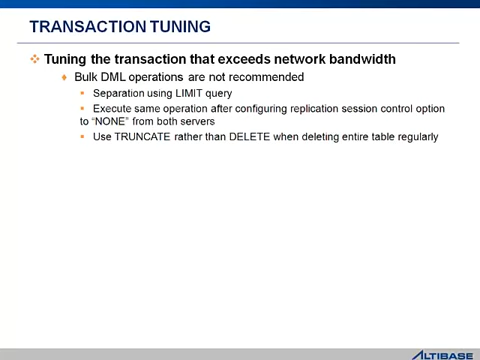 TRANSACTION TUNING
Tuning the transaction that exceeds network bandwidth
Bulk DML operations are not recommended
Separation using LIMIT query
Execute same operation after configuring replication session control option
to “NONE” from both servers
Use TRUNCATE rather than DELETE when deleting entire table regularly
ALTIBASE